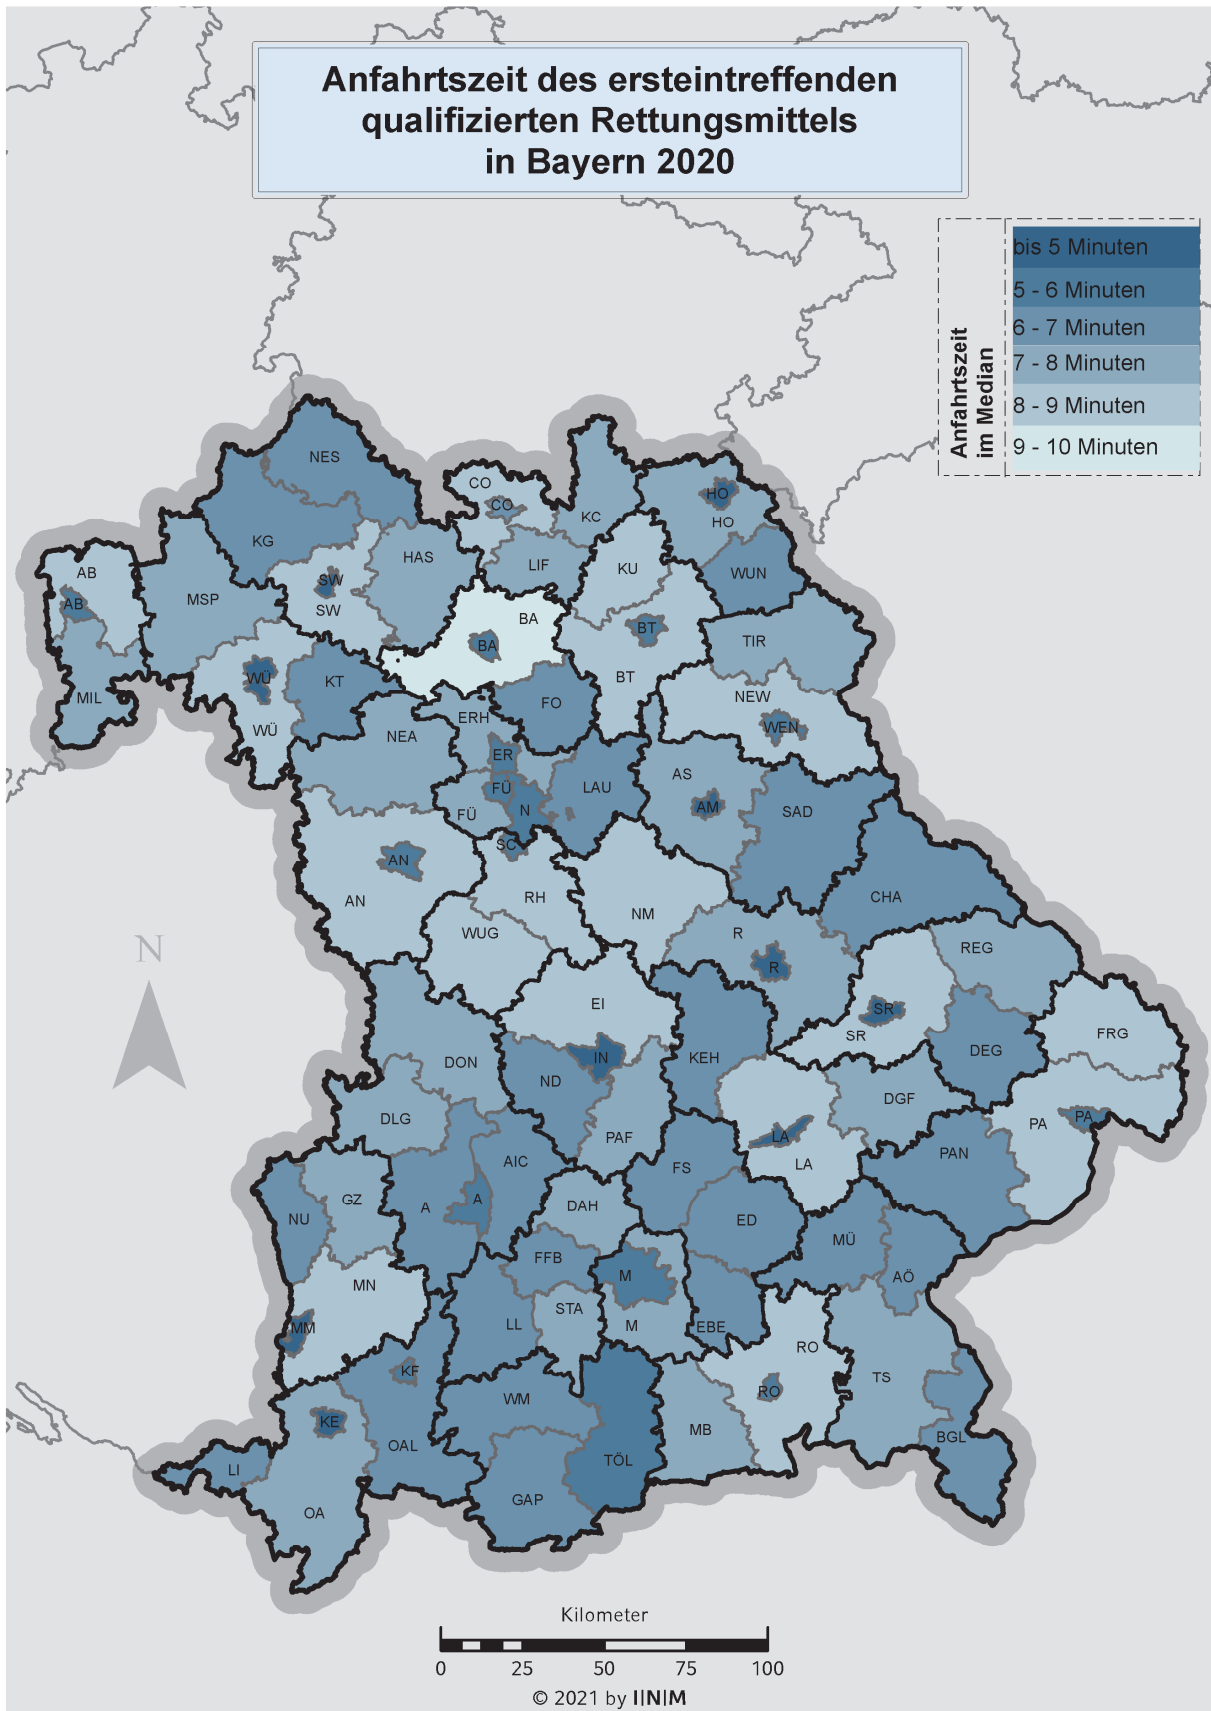 Anfahrtszeit des ersteintreffenden
qualifizierten Rettungsmittels
in Bayern 2020
Anfahrtszeit
im Median
bis 5 Minuten
5 - 6 Minuten
6 - 7 Minuten
7 - 8 Minuten
8 - 9 Minuten
9 - 10 Minuten
NES
CO
CO
HO
HO
KC
KG
HAS
LIF
KU
WUN
AB
AB
MSP
SW
SW
BA
BA
BT
BT
TIR
MIL
WÜ
WÜ
KT
FO
NEW
WEN
ERH
NEA
ER
FÜ
FÜ
N
LAU
AS
AM
SAD
SC
AN
AN
RH
NM
CHA
WUG
R
R
REG
EI
SR
SR
FRG
IN
DON
ND
KEH
DEG
DLG
PAF
DGF
PA
PA
LA
LA
AIC
FS
PAN
GZ
NU
A
A
DAH
ED
MÜ
AÖ
FFB
M
M
MN
MM
LL
STA
EBE
RO
RO
TS
KF
KE
WM
OAL
MB
BGL
LI
TÖL
OA
GAP
N
Kilometer
0 25 50 75 100
© 2021 by I|N|M